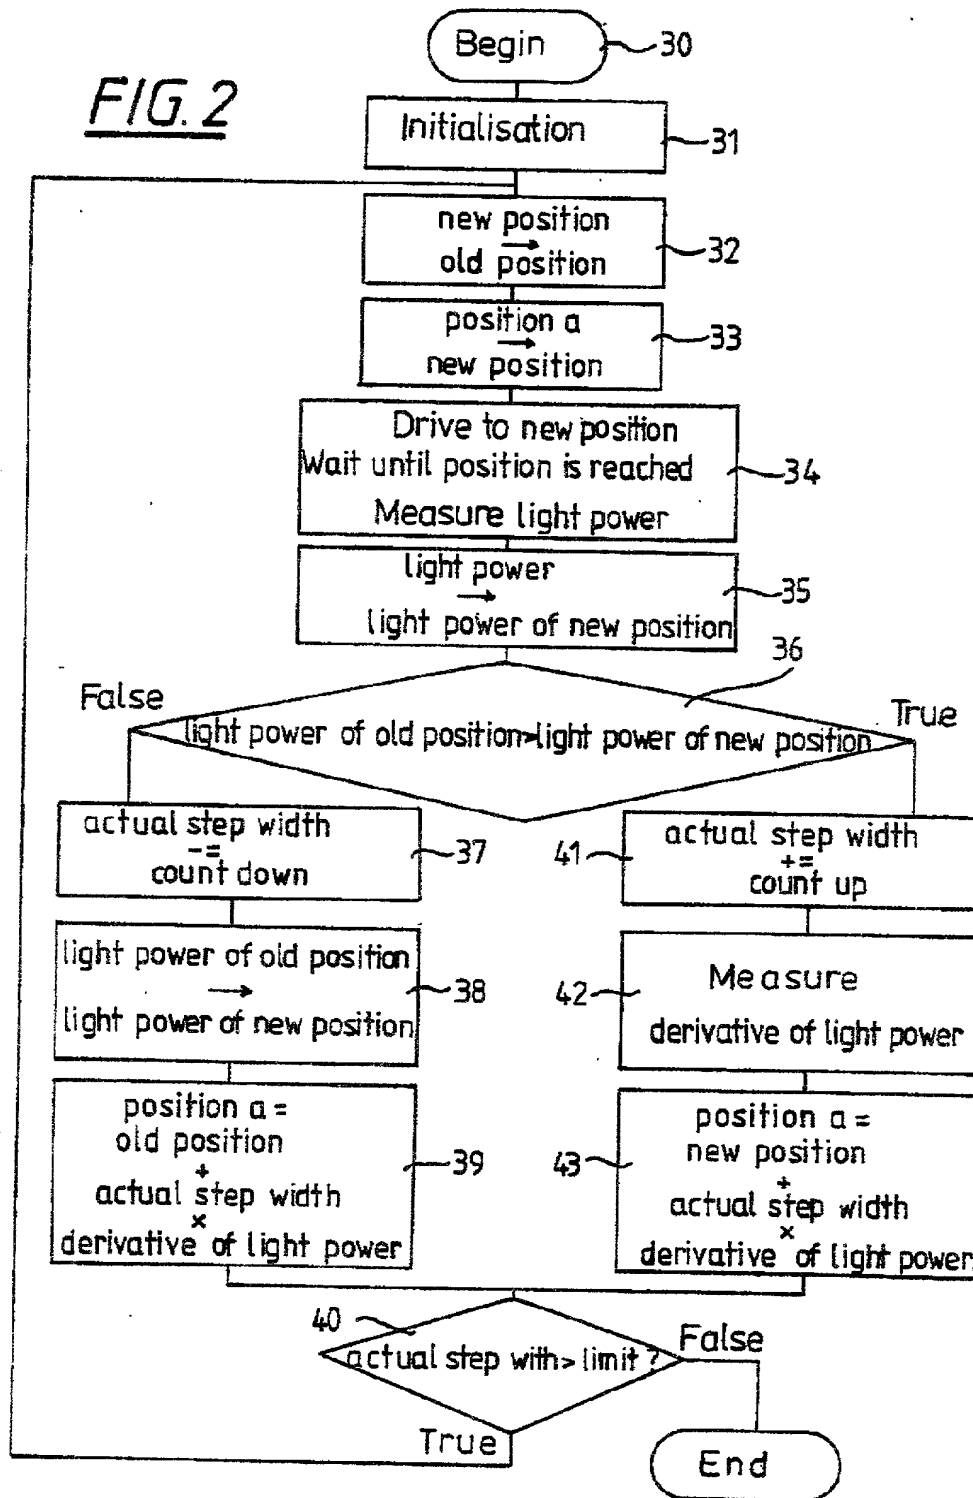 FIG. 2
Begin
30
Initialisation
31
new position
→
old position
32
position a
→
new position
33
Drive to new position
Wait until position is reached
Measure light power
34
light power
→
light power of new position
35
36
False
True
light power of old position>light power of new position
actual step width
-=
count down
37
41
actual step width
+=
count up
light power of old position
→
light power of new position
38
42
Measure
derivative of light power
position a =
old position
+
actual step width
×
derivative of light power
39
43
position a =
new position
+
actual step width
×
derivative of light power
40
actual step with> limit ?
False
True
End